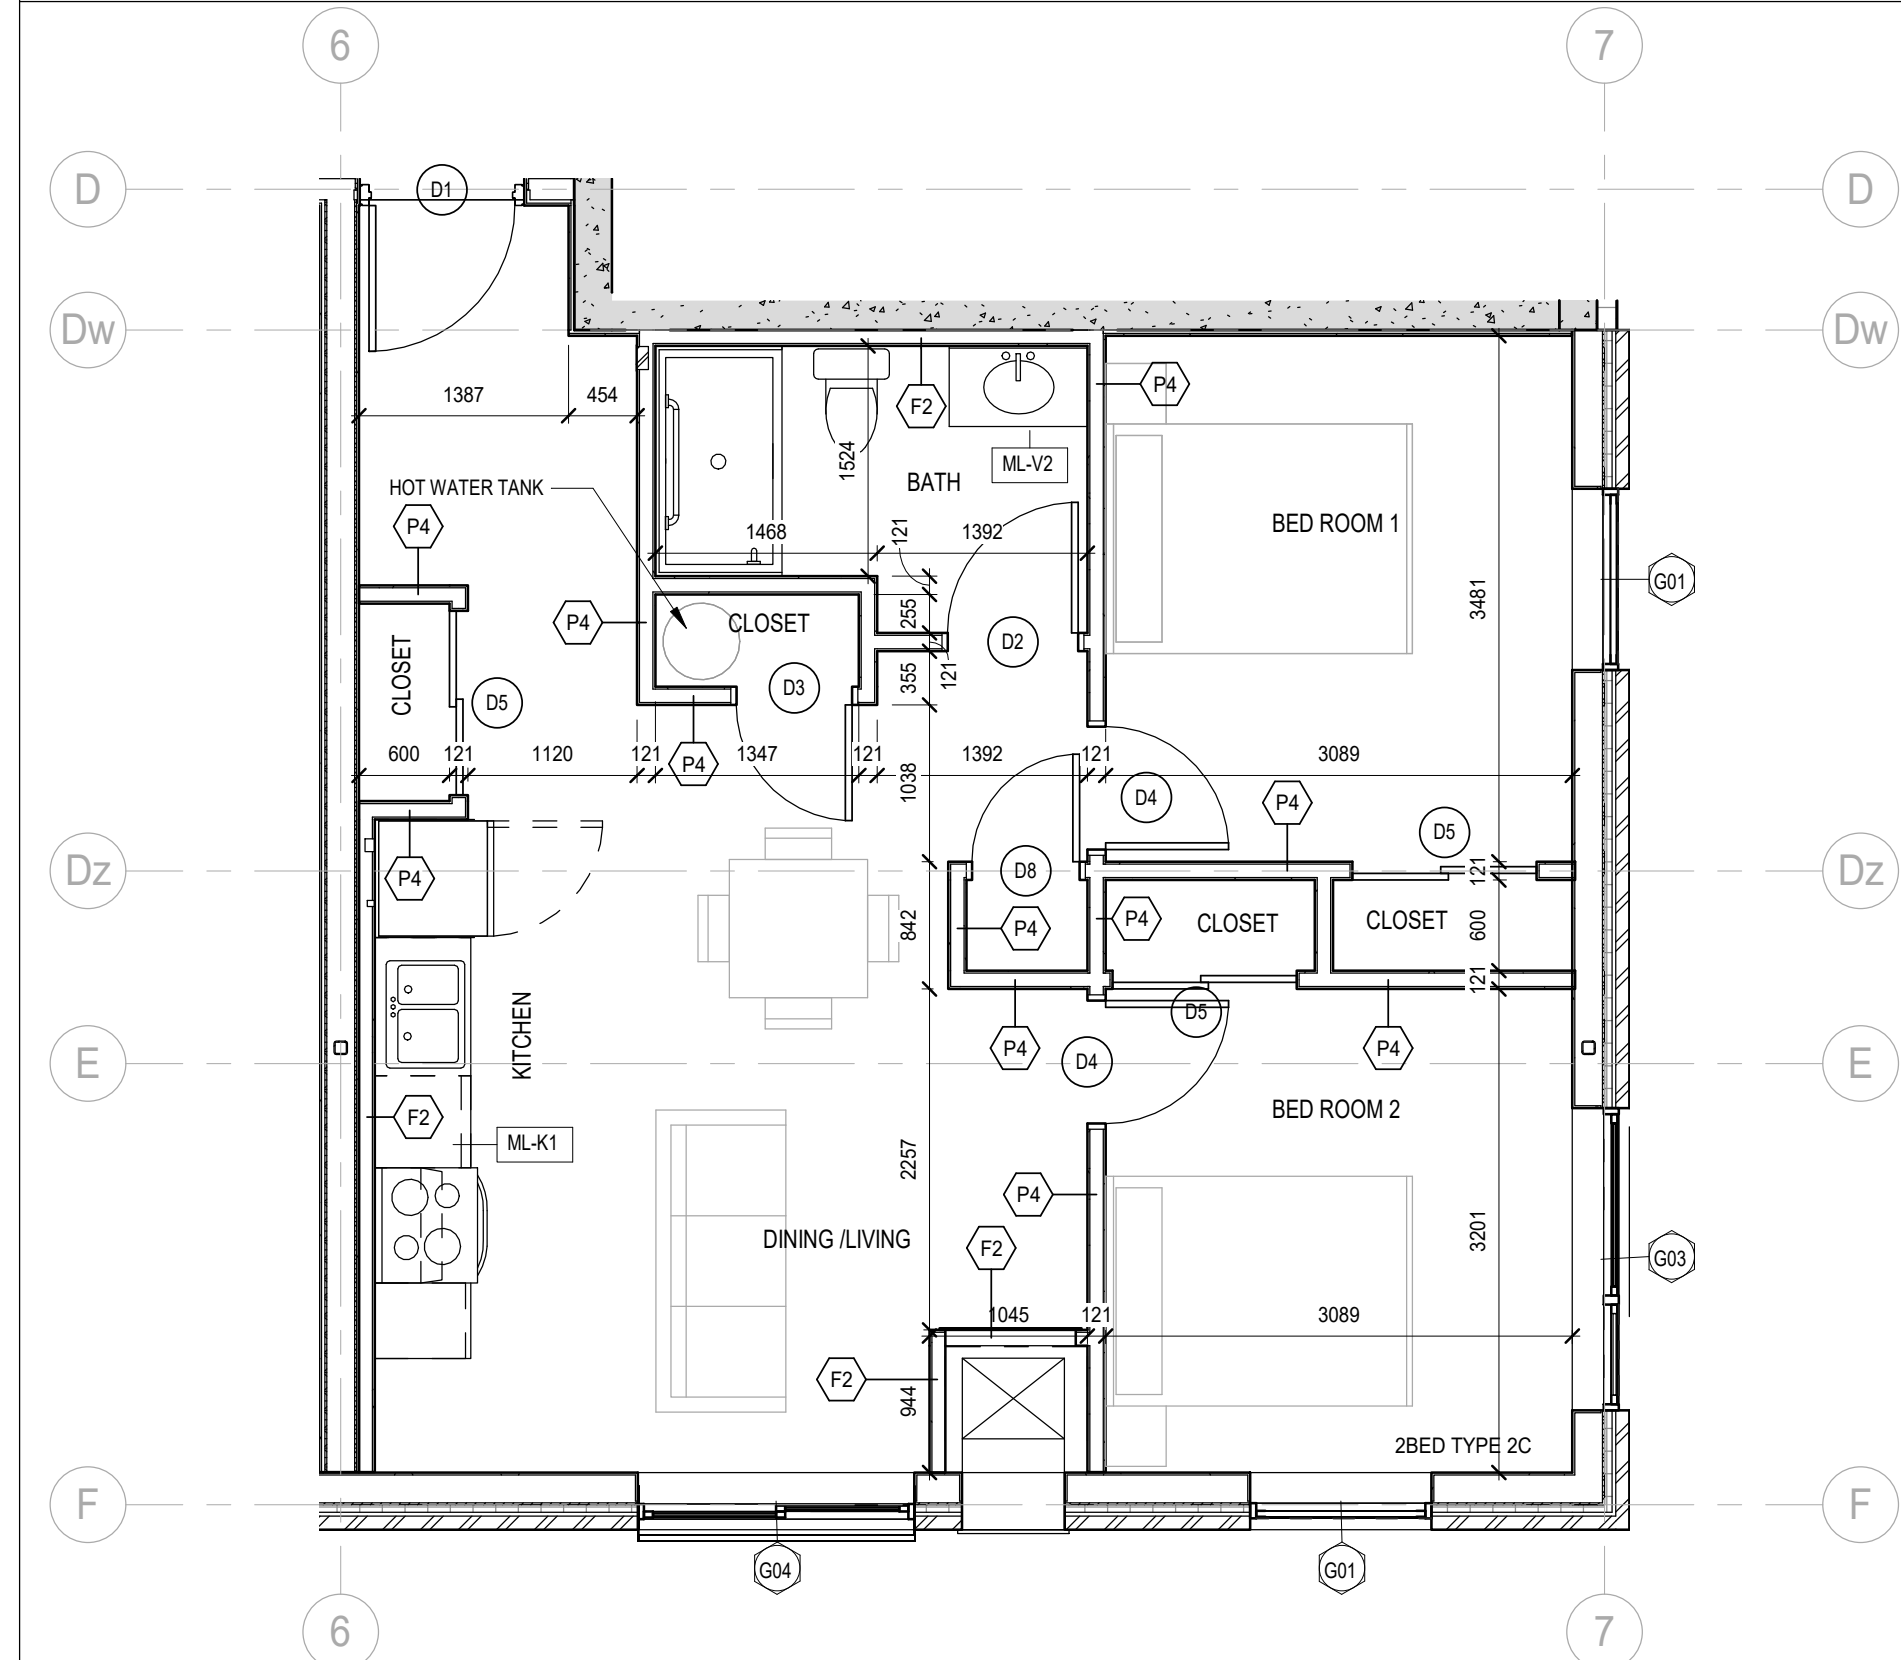 6
7
D
D1
D
Dw
Dw
P4
1387
454
F2
1524
ML-V2
BATH
HOT WATER TANK
P4
BED ROOM 1
1468
121
1392
G01
3481
255
P4
CLOSET
D2
CLOSET
355
121
D3
D5
600
121
1120
121
P4
1347
121
1392
121
3089
1038
D4
P4
D5
Dz
P4
D8
121
Dz
P4
P4
842
CLOSET
CLOSET
600
121
KITCHEN
D5
P4
P4
E
D4
E
F2
BED ROOM 2
ML-K1
2257
P4
DINING /LIVING
F2
3201
G03
1045
121
3089
F2
944
2BED TYPE 2C
F
F
G04
G01
6
7